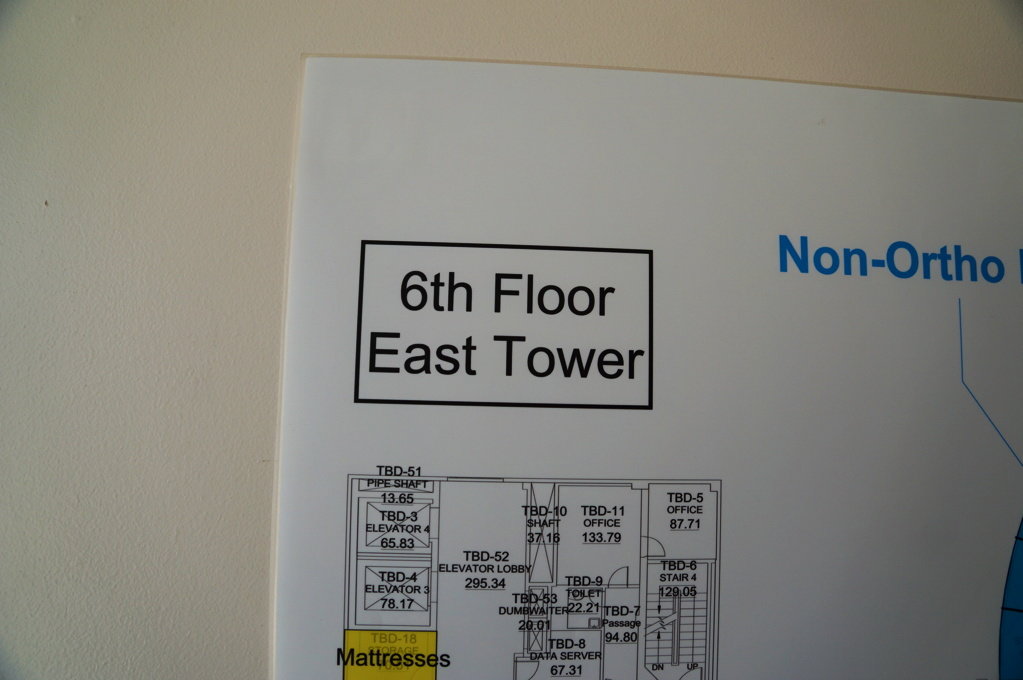 6th Floor
East Tower
Non-Ortho
TBD-51
PIPE SHAFT
13.65
TBD-3
ELEVATOR 4
65.83
TBD-4
ELEVATOR 3
78.17
TBD-18
STORAGE
Mattresses
TBD-52
ELEVATOR LOBBY
295.34
TBD-10
SHAFT
37.16
TBD-53
DUMBWAITER
20.01
TBD-11
OFFICE
133.79
TBD-9
TOILET
22.21
TBD-8
DATA SERVER
67.31
TBD-7
Passage
94.80
TBD-5
OFFICE
87.71
TBD-6
STAIR 4
129.05
DN
UP